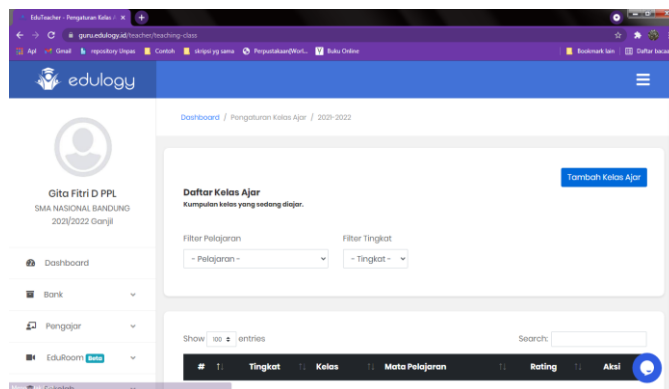 EduTeacher - Pengaturan Kelas A
guru.edulogy.id/teacher/teaching-class
Apl Gmail repository Unpas Contoh skripsi yg sama Perpustakaan|Worl... Buku Online Bookmark lain Daftar bacaan
edulogy
Dashboard / Pengaturan Kelas Ajar / 2021-2022
Gita Fitri D PPL
SMA NASIONAL BANDUNG
2021/2022 Ganjil
Dashboard
Bank
Pengajar
EduRoom Beta
Tambah Kelas Ajar
Daftar Kelas Ajar
Kumpulan kelas yang sedang diajar.
Filter Pelajaran Filter Tingkat
- Pelajaran - - Tingkat -
Show 100 entries Search:
# Tingkat Kelas Mata Pelajaran Rating Aksi